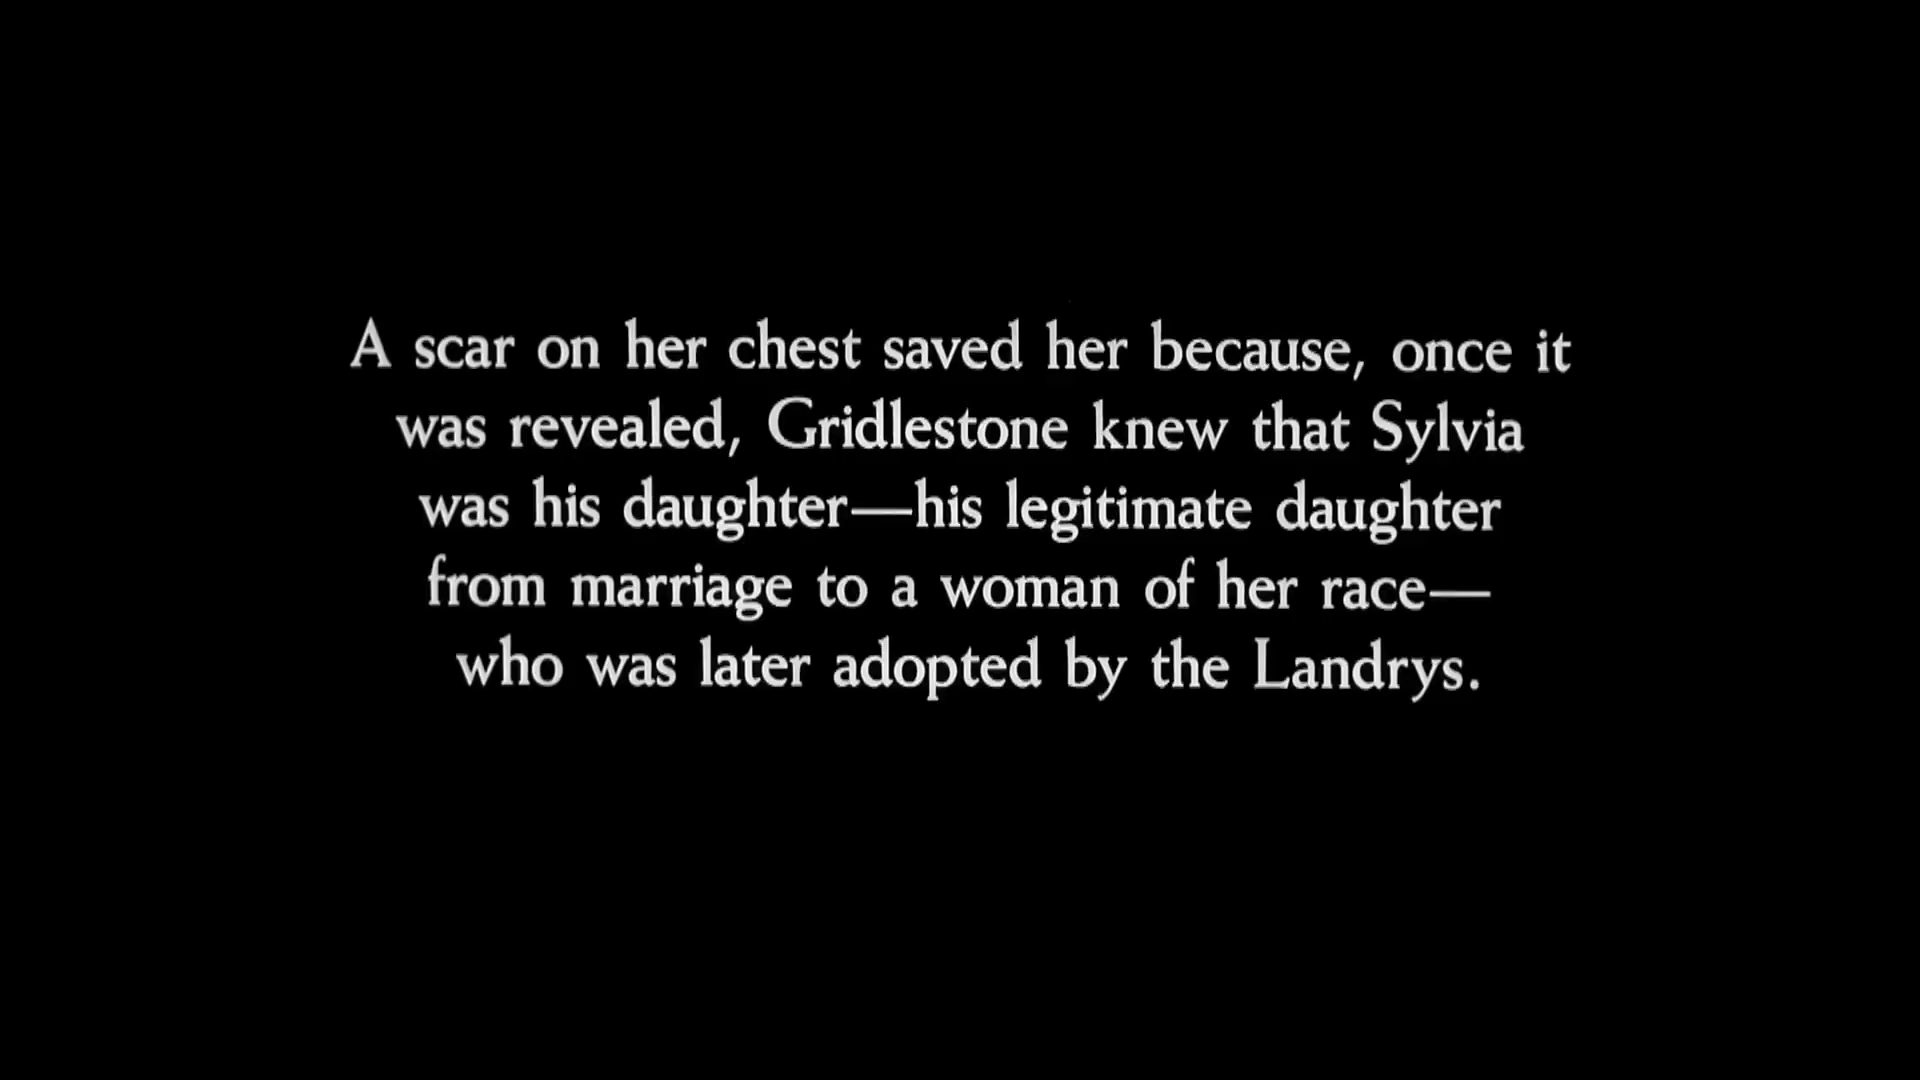 A scar on her chest saved her because, once it
was revealed, Gridlestone knew that Sylvia
was his daughter—his legitimate daughter
from marriage to a woman of her race—
who was later adopted by the Landrys.